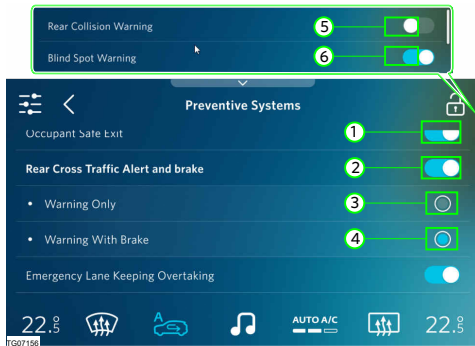 Rear Collision Warning 5
Blind Spot Warning 6
Preventive Systems
Occupant Safe Exit 1
Rear Cross Traffic Alert and brake 2
• Warning Only 3
• Warning With Brake 4
Emergency Lane Keeping Overtaking
22.5° A AUTO A/C 22.5°
TG07156